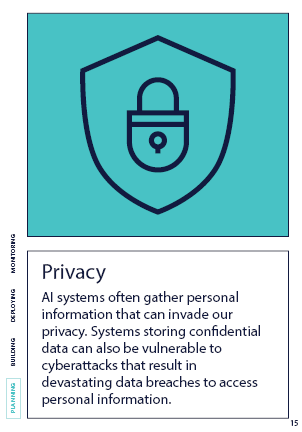 MONITORING
DEPLOYING
BUILDING
PLANNING
Privacy
AI systems often gather personal
information that can invade our
privacy. Systems storing confidential
data can also be vulnerable to
cyberattacks that result in
devastating data breaches to access
personal information.
15